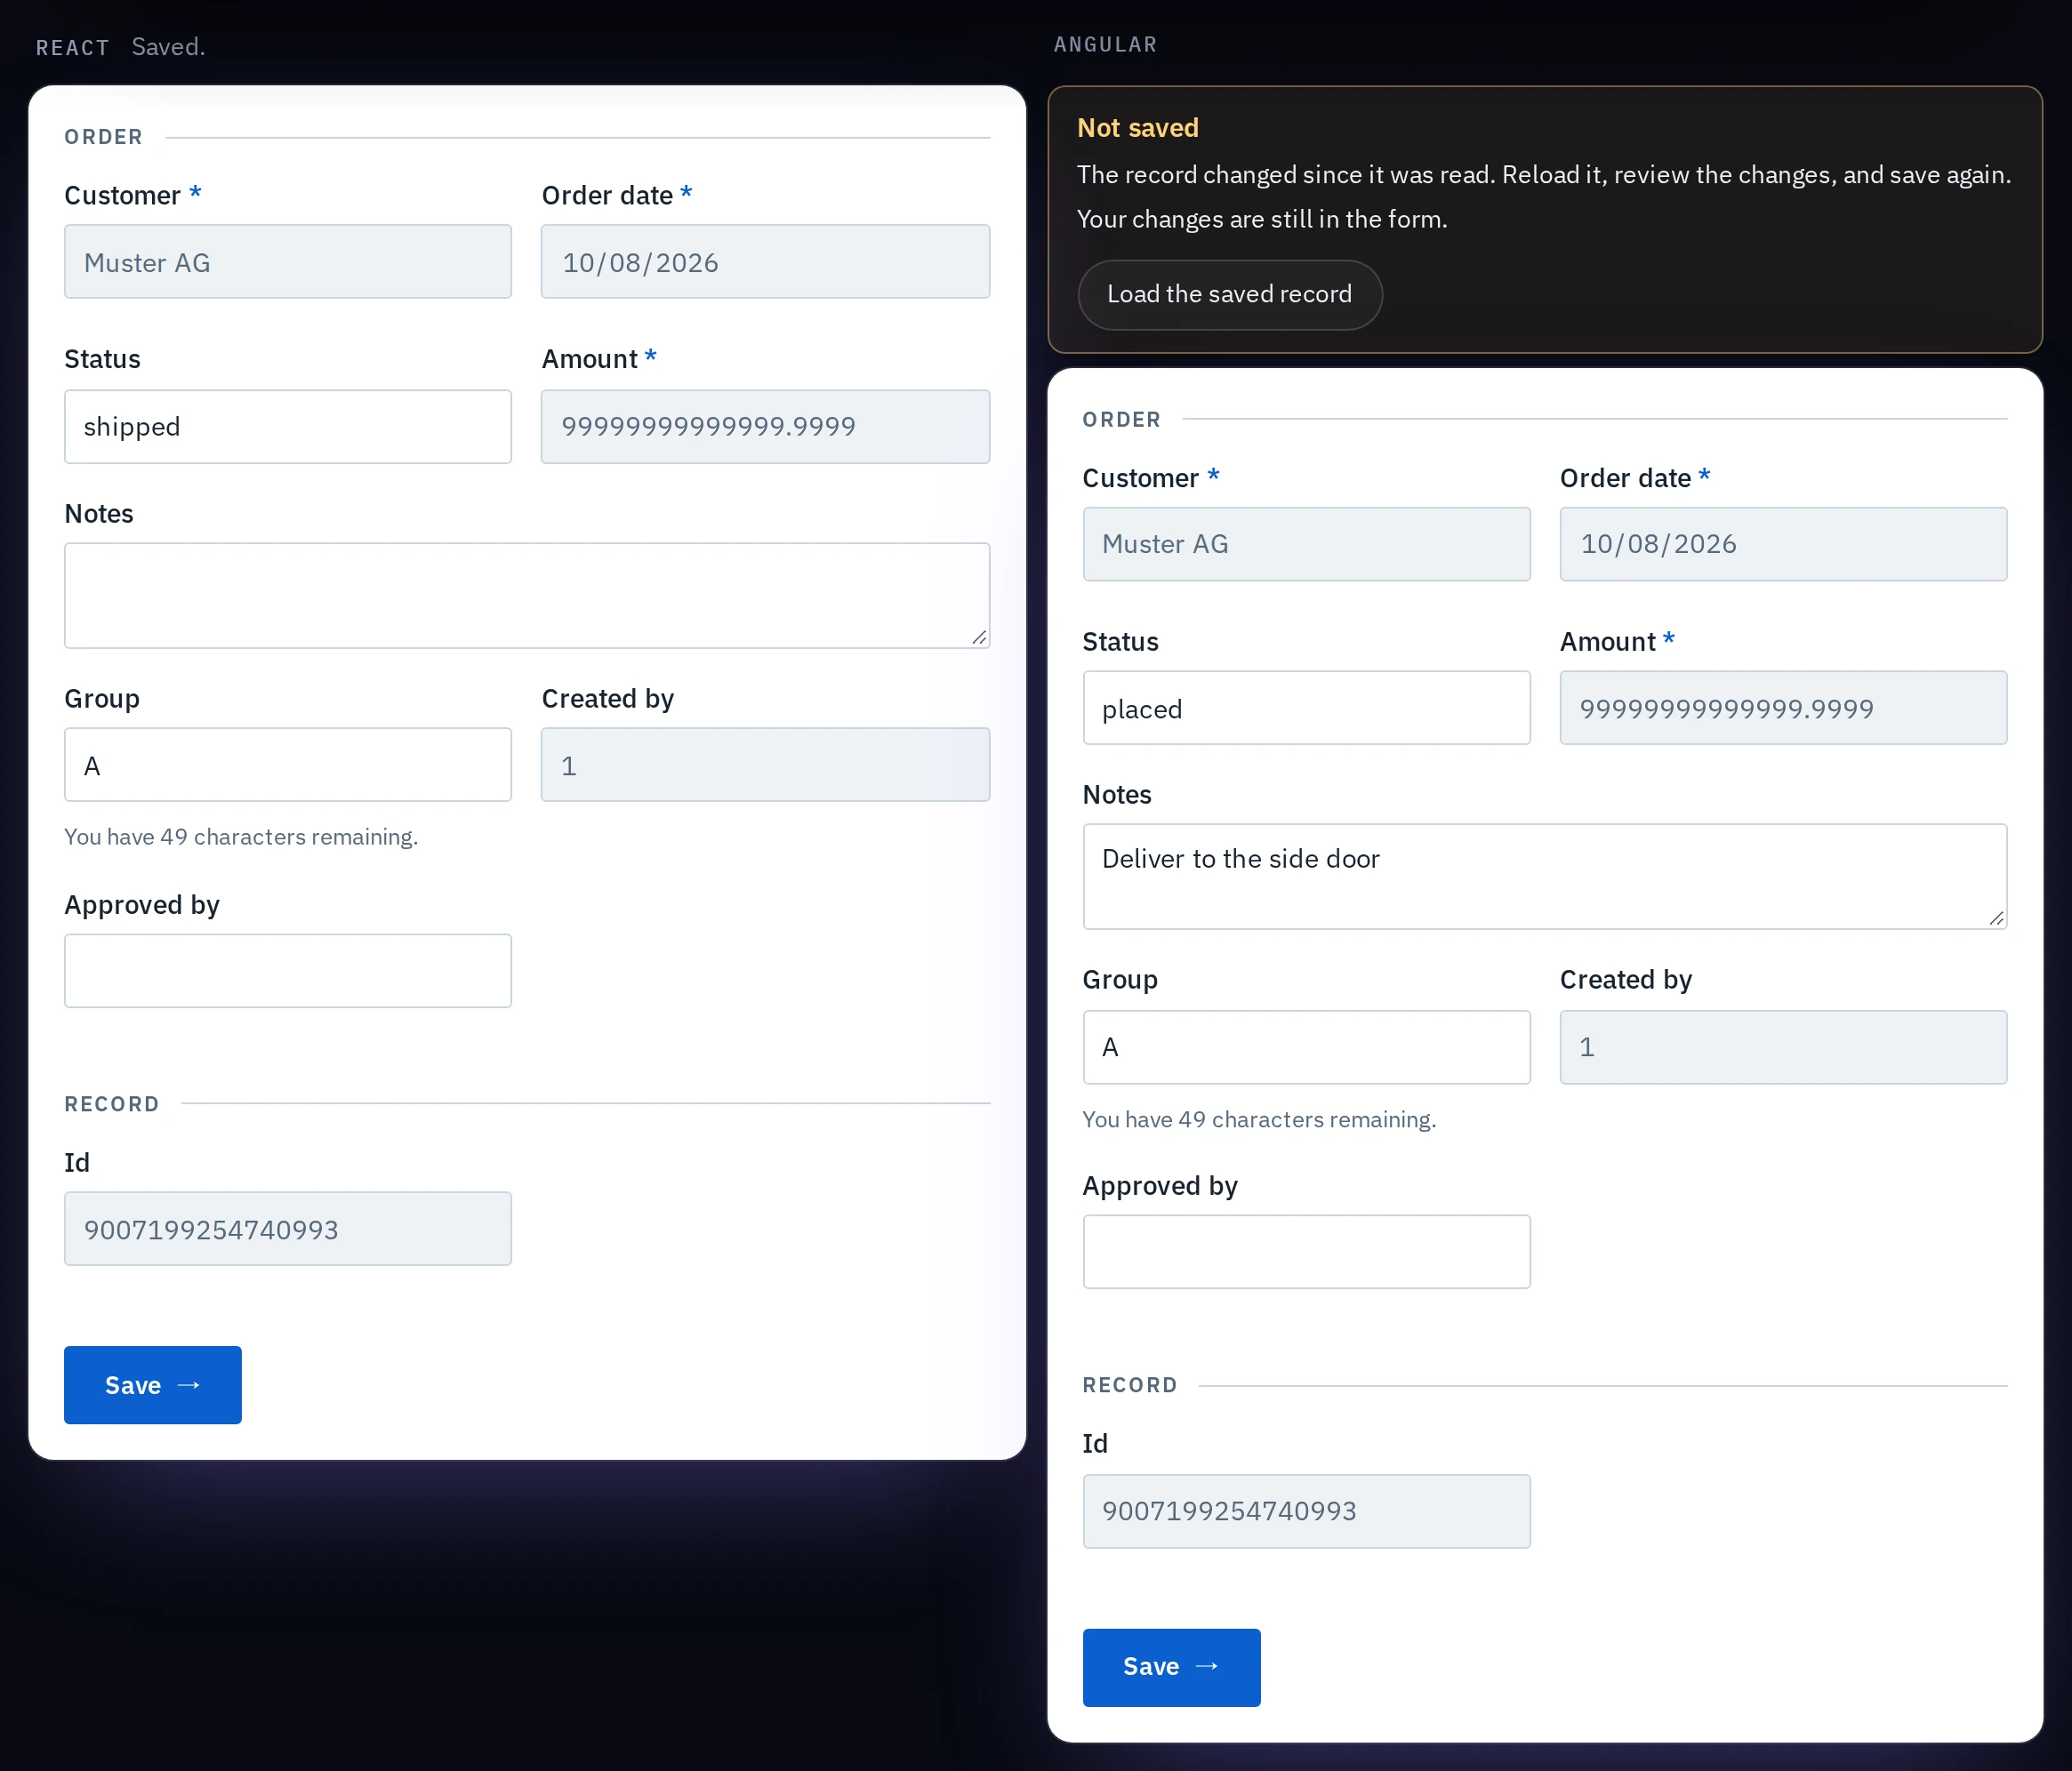 REACT Saved.
ORDER
Customer *
Order date *
Muster AG
10/08/2026
Status
Amount *
shipped
99999999999999.9999
Notes
Group
Created by
A
1
You have 49 characters remaining.
Approved by
RECORD
Id
9007199254740993
Save →
ANGULAR
Not saved
The record changed since it was read. Reload it, review the changes, and save again.
Your changes are still in the form.
Load the saved record
ORDER
Customer *
Order date *
Muster AG
10/08/2026
Status
Amount *
placed
99999999999999.9999
Notes
Deliver to the side door
Group
Created by
A
1
You have 49 characters remaining.
Approved by
RECORD
Id
9007199254740993
Save →